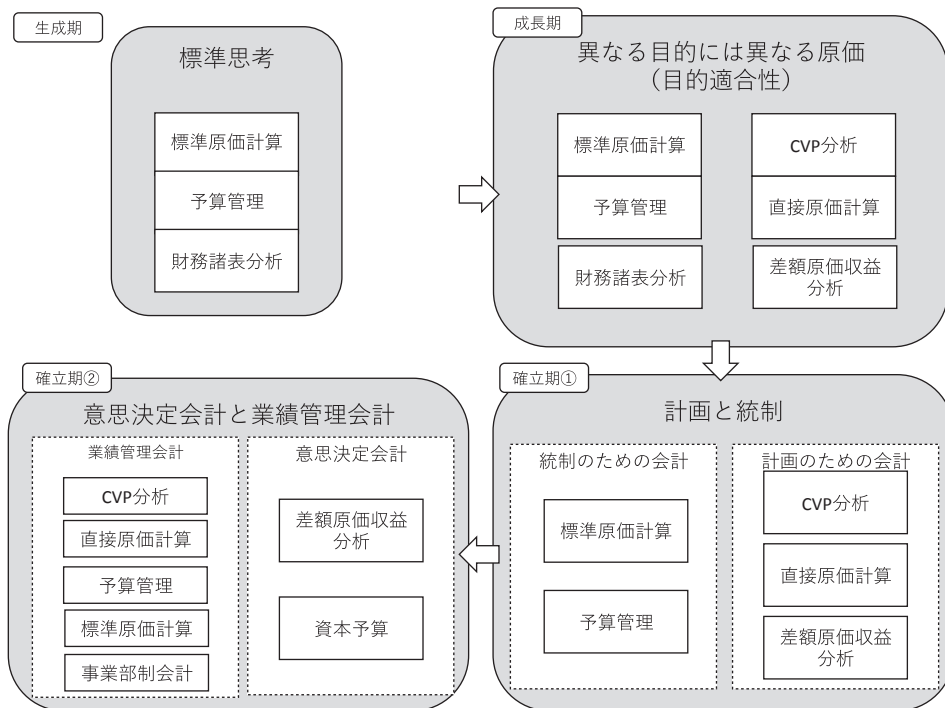 生成期
標準思考
標準原価計算
予算管理
財務諸表分析
成長期
異なる目的には異なる原価
(目的適合性)
標準原価計算
予算管理
財務諸表分析
CVP分析
直接原価計算
差額原価収益
分析
確立期①
計画と統制
統制のための会計
標準原価計算
予算管理
計画のための会計
CVP分析
直接原価計算
差額原価収益
分析
確立期②
意思決定会計と業績管理会計
業績管理会計
CVP分析
直接原価計算
予算管理
標準原価計算
事業部制会計
意思決定会計
差額原価収益
分析
資本予算